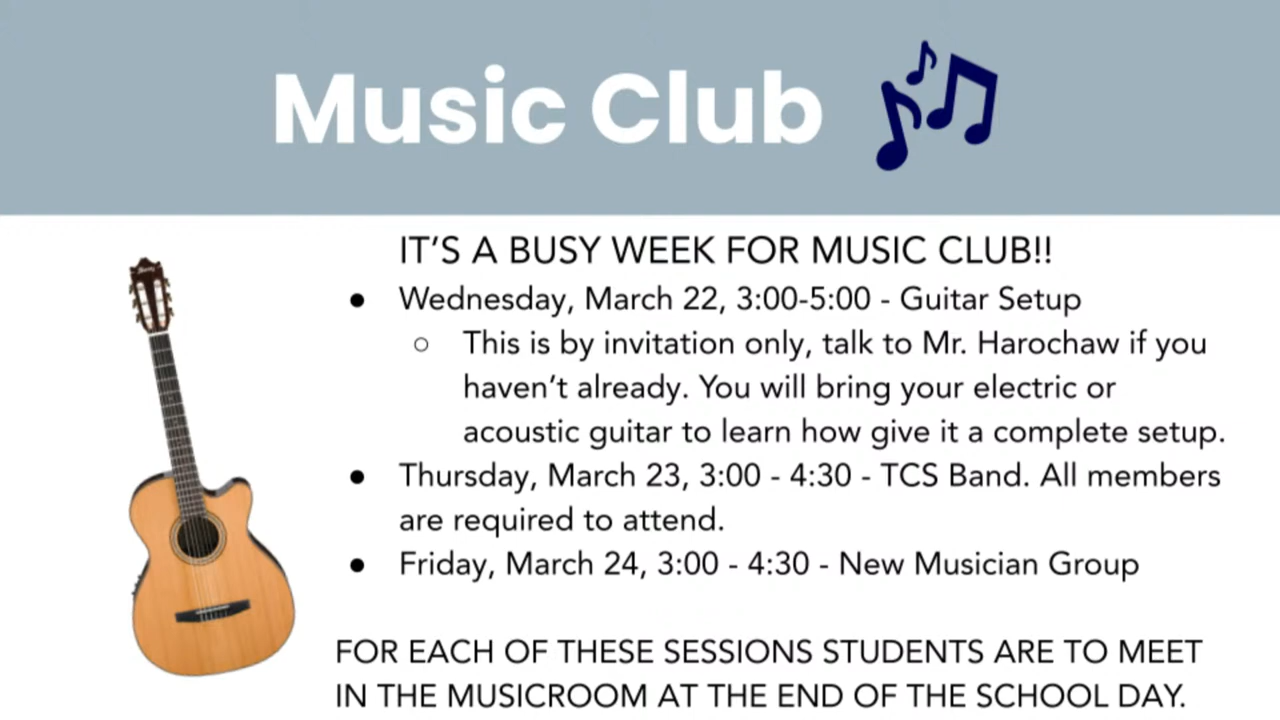 Music Club
IT’S A BUSY WEEK FOR MUSIC CLUB!!
● Wednesday, March 22, 3:00-5:00 - Guitar Setup
○ This is by invitation only, talk to Mr. Harochaw if you
haven’t already. You will bring your electric or
acoustic guitar to learn how give it a complete setup.
● Thursday, March 23, 3:00 - 4:30 - TCS Band. All members
are required to attend.
● Friday, March 24, 3:00 - 4:30 - New Musician Group
FOR EACH OF THESE SESSIONS STUDENTS ARE TO MEET
IN THE MUSICROOM AT THE END OF THE SCHOOL DAY.